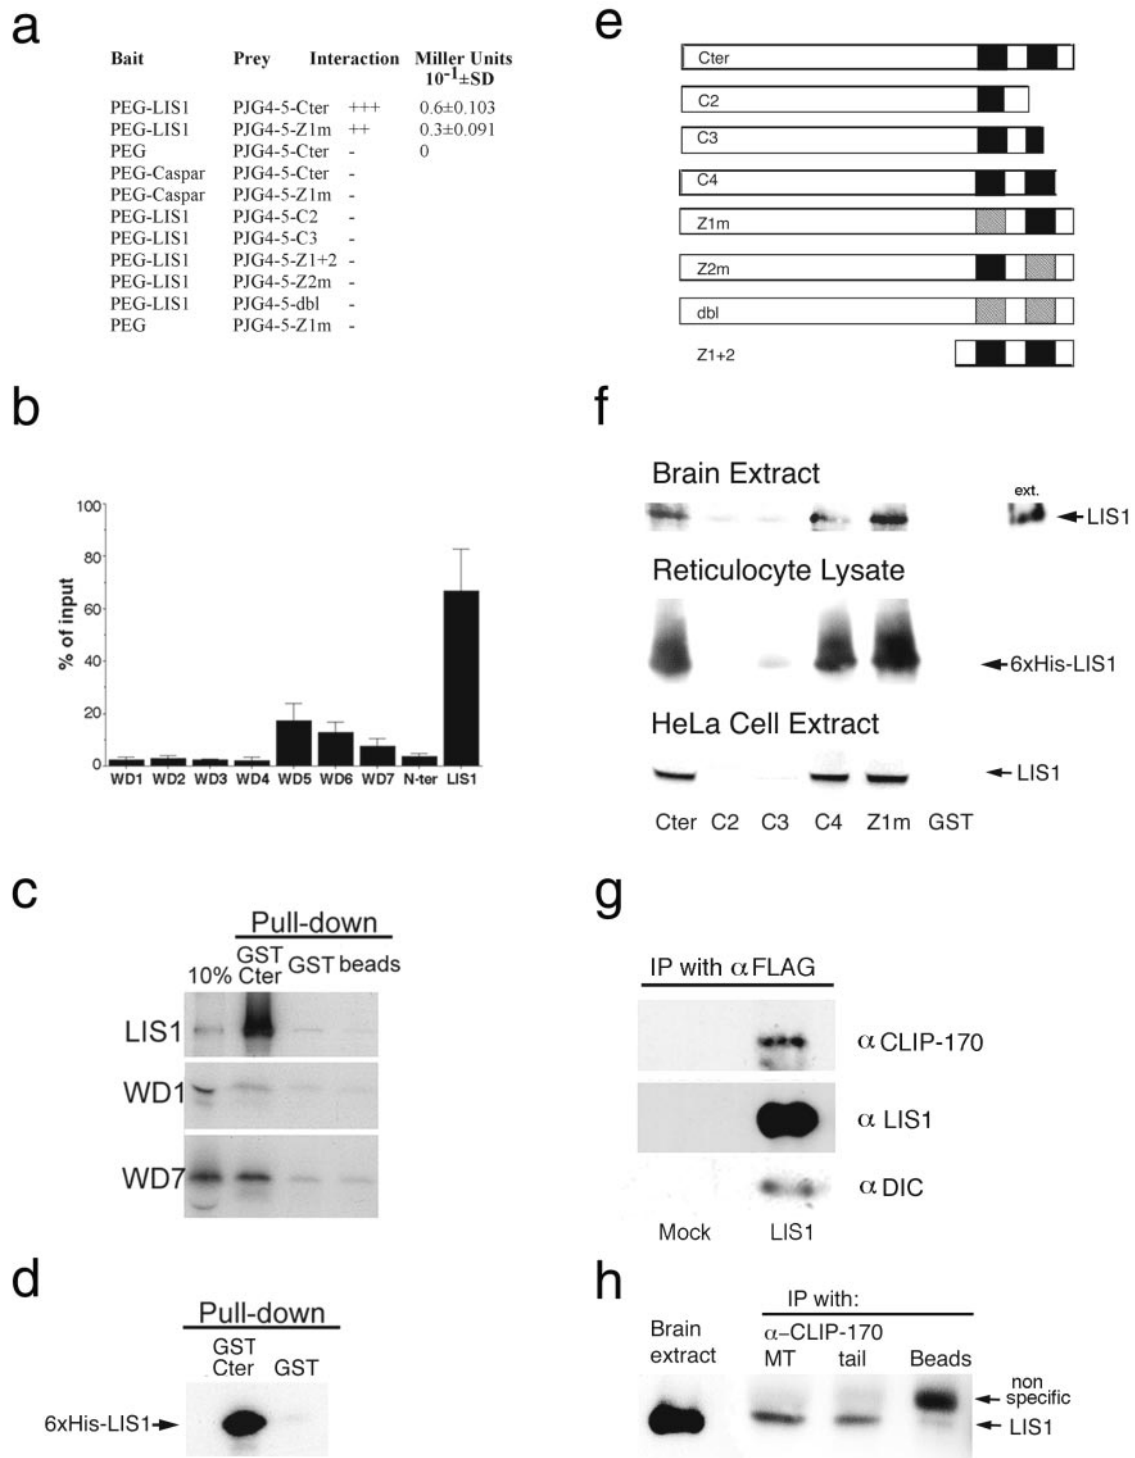 a
Bait Prey Interaction Miller Units
10⁻¹±SD
PEG-LIS1 PJG4-5-Cter +++ 0.6±0.103
PEG-LIS1 PJG4-5-Z1m ++ 0.3±0.091
PEG PJG4-5-Cter - 0
PEG-Caspar PJG4-5-Cter -
PEG-Caspar PJG4-5-Z1m -
PEG-LIS1 PJG4-5-C2 -
PEG-LIS1 PJG4-5-C3 -
PEG-LIS1 PJG4-5-Z1+2 -
PEG-LIS1 PJG4-5-Z2m -
PEG-LIS1 PJG4-5-dbl -
PEG PJG4-5-Z1m -
b
% of input
100
80
60
40
20
0
WD1 WD2 WD3 WD4 WD5 WD6 WD7 N-ter LIS1
c
Pull-down
10% GST Cter GST beads
LIS1
WD1
WD7
d
Pull-down
GST
Cter GST
6xHis-LIS1
e
Cter
C2
C3
C4
Z1m
Z2m
dbl
Z1+2
f
Brain Extract
ext.
LIS1
Reticulocyte Lysate
6xHis-LIS1
HeLa Cell Extract
LIS1
Cter C2 C3 C4 Z1m GST
g
IP with αFLAG
α CLIP-170
α LIS1
α DIC
Mock LIS1
h
IP with:
Brain extract
α-CLIP-170
MT tail Beads
non specific
LIS1